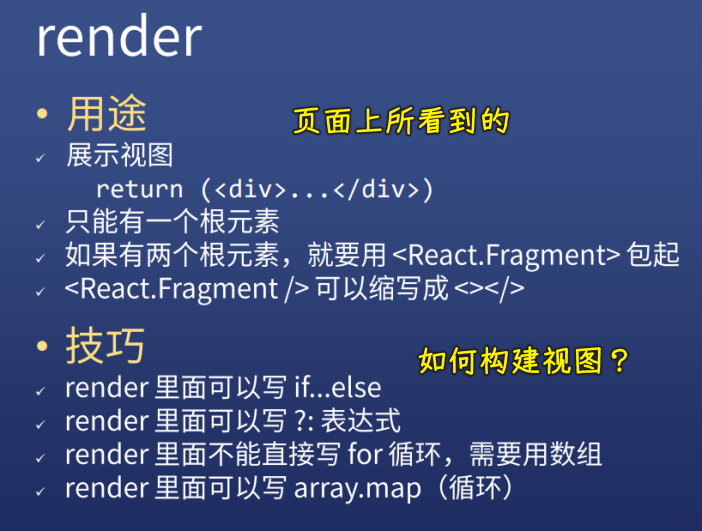 render
• 用途
页面上所看到的
✓ 展示视图
return (<div>...</div>)
✓ 只能有一个根元素
✓ 如果有两个根元素，就要用 <React.Fragment> 包起
✓ <React.Fragment /> 可以缩写成 <></>
• 技巧
如何构建视图？
✓ render 里面可以写 if...else
✓ render 里面可以写 ?: 表达式
✓ render 里面不能直接写 for 循环，需要用数组
✓ render 里面可以写 array.map（循环）